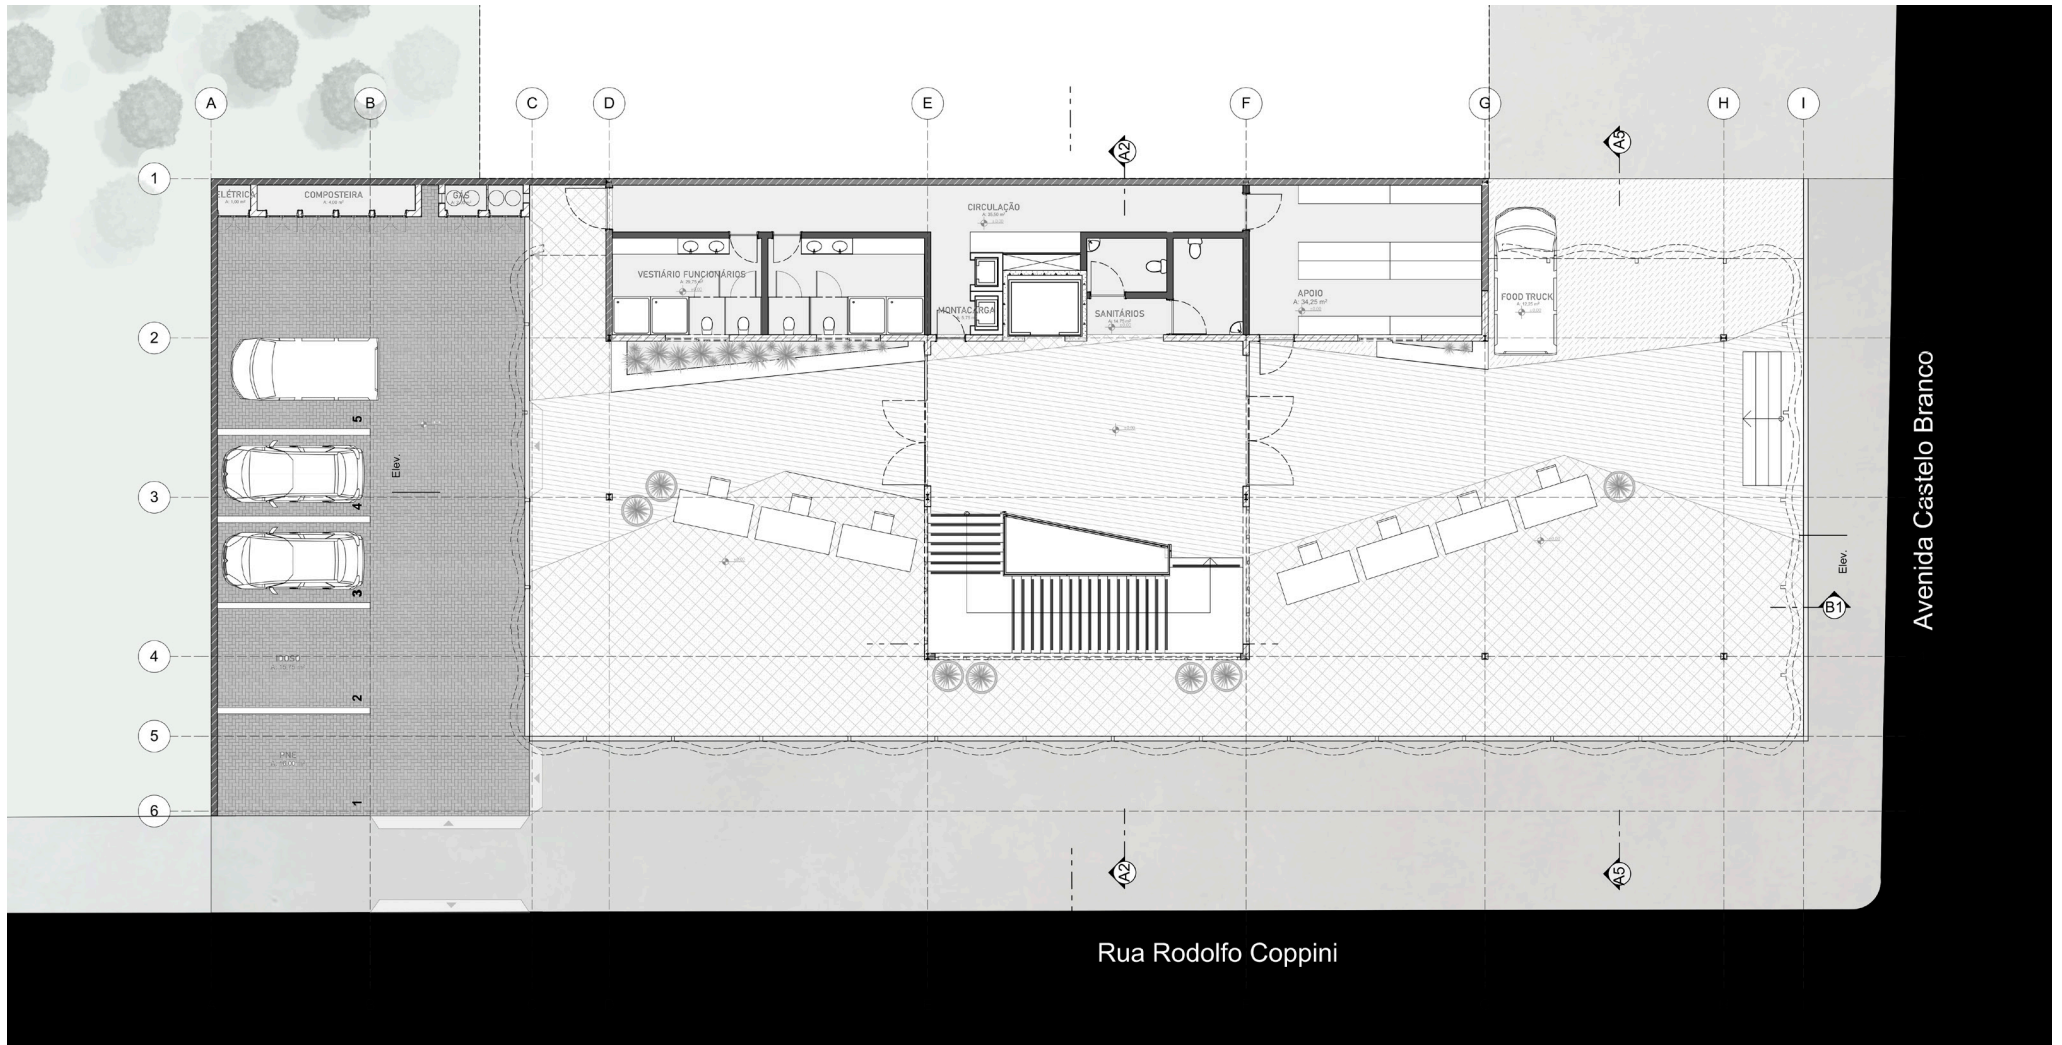 A
B
C
D
E
F
G
H
I
A2
A5
1
2
3
4
5
6
ELÉTRICA
COMPOSTEIRA
GÁS
CIRCULAÇÃO
VESTIÁRIO FUNCIONÁRIOS
MONTACARGA
SANITÁRIOS
APOIO
A: 34,25 m²
FOOD TRUCK
5
4
3
2
1
Elev.
IDOSO
PNE
Elev.
B1
A2
A5
Avenida Castelo Branco
Rua Rodolfo Coppini